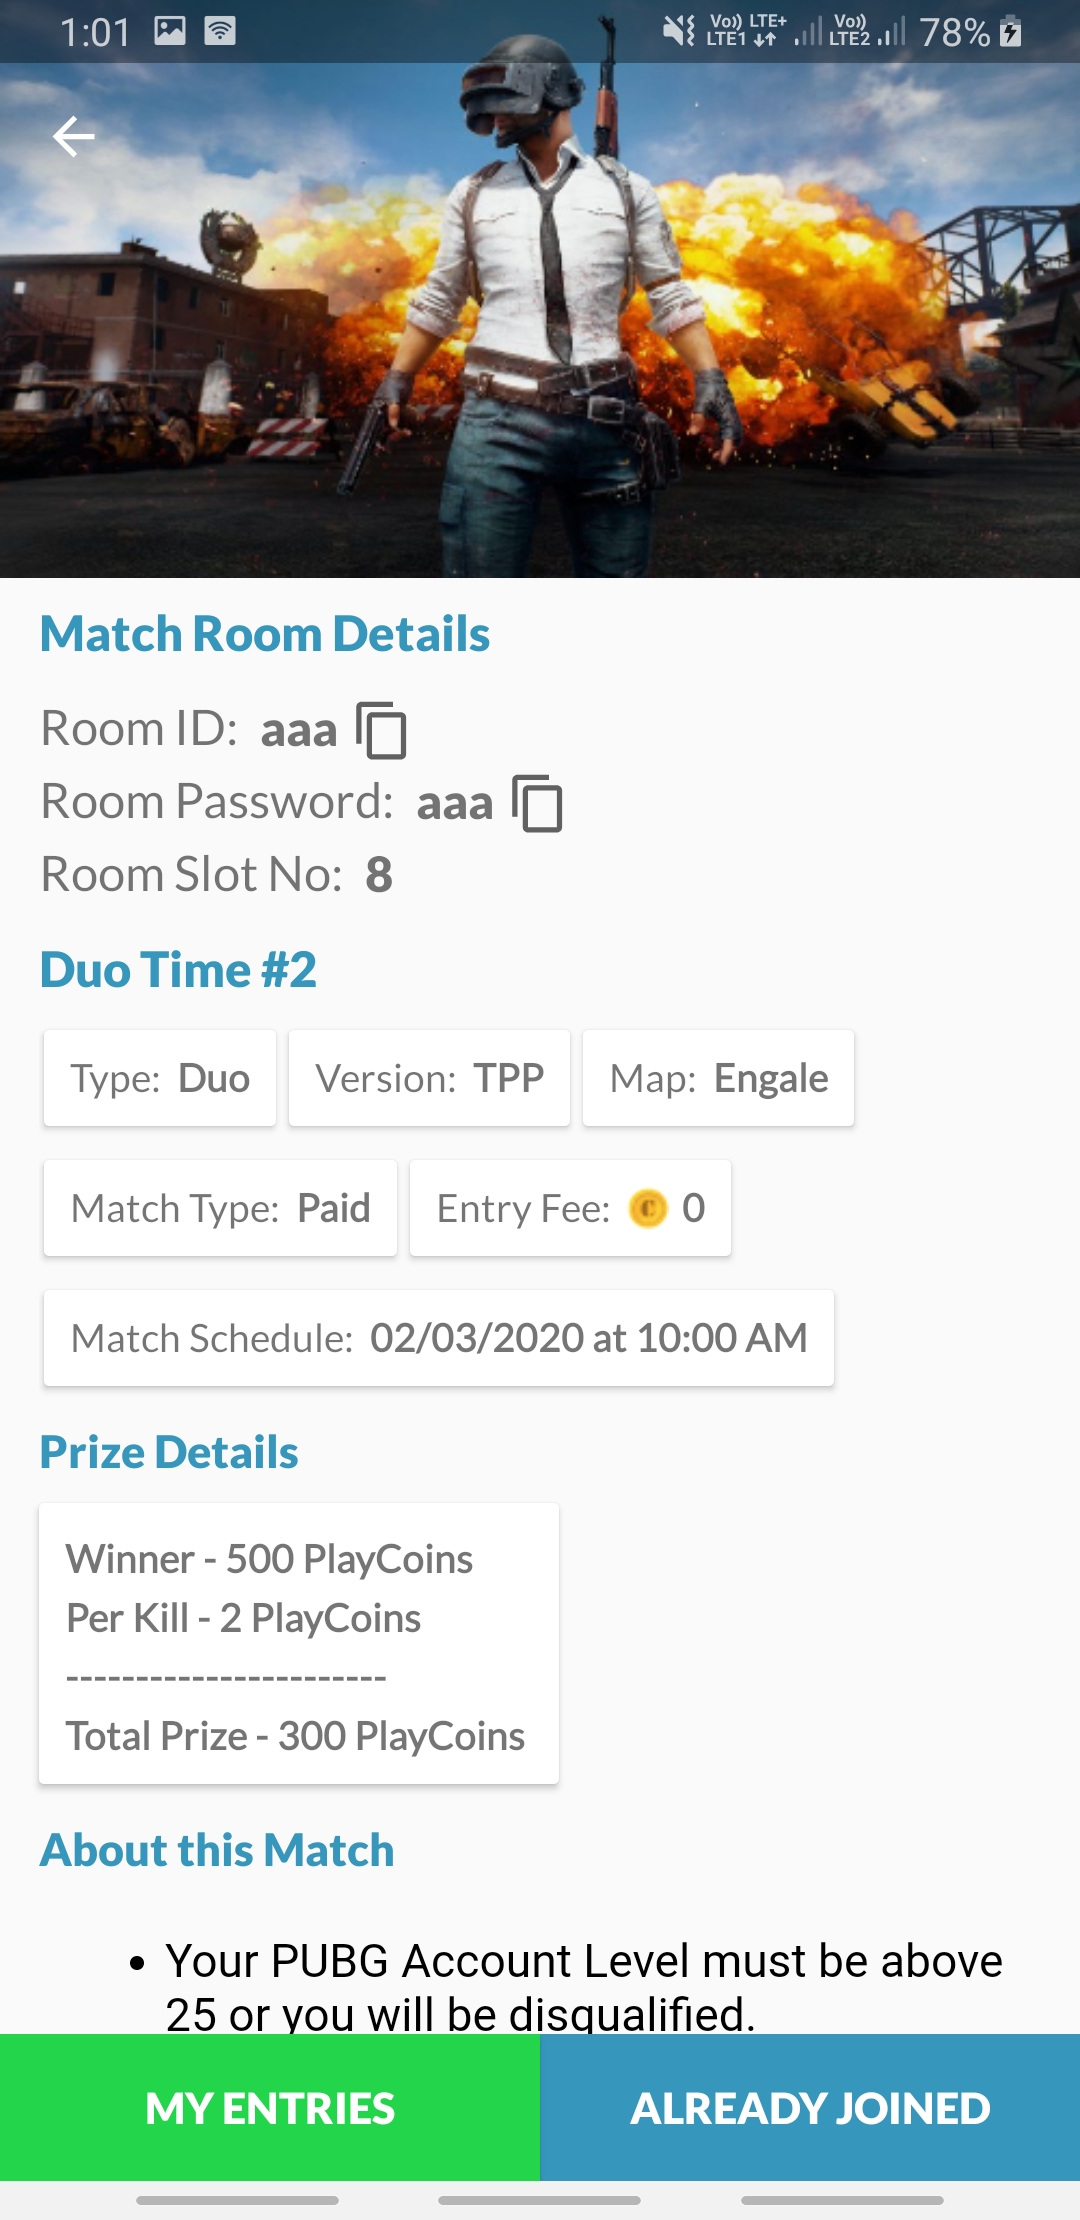 1:01 Vo)) LTE+ LTE1 Vo)) LTE2 78%
Match Room Details
Room ID: aaa
Room Password: aaa
Room Slot No: 8
Duo Time #2
Type: Duo Version: TPP Map: Engale
Match Type: Paid Entry Fee: 0
Match Schedule: 02/03/2020 at 10:00 AM
Prize Details
Winner - 500 PlayCoins
Per Kill - 2 PlayCoins
-----------------------
Total Prize - 300 PlayCoins
About this Match
• Your PUBG Account Level must be above
25 or you will be disqualified.
MY ENTRIES ALREADY JOINED